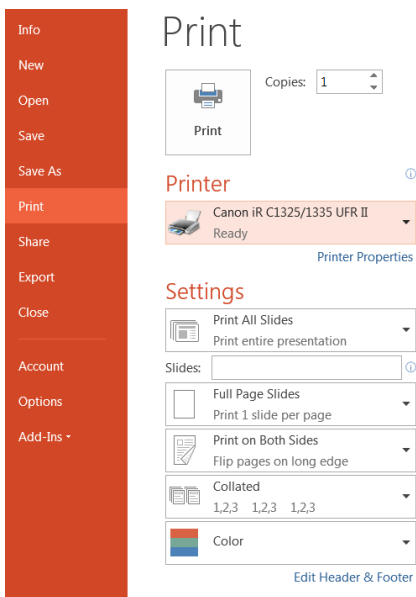 Info
New
Open
Save
Save As
Print
Share
Export
Close
Account
Options
Add-Ins
Print
Print
Copies: 1
Printer
Canon iR C1325/1335 UFR II
Ready
Printer Properties
Settings
Print All Slides
Print entire presentation
Slides:
Full Page Slides
Print 1 slide per page
Print on Both Sides
Flip pages on long edge
Collated
1,2,3 1,2,3 1,2,3
Color
Edit Header & Footer